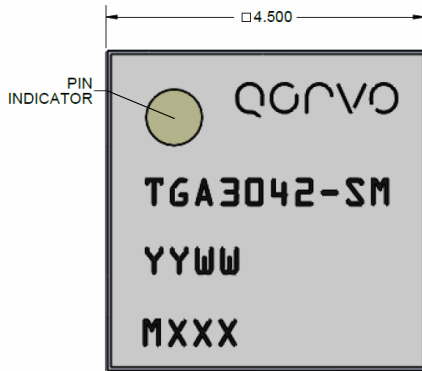 □4.500
PIN
INDICATOR
QORVO
TGA3042-SM
YYWW
MXXX